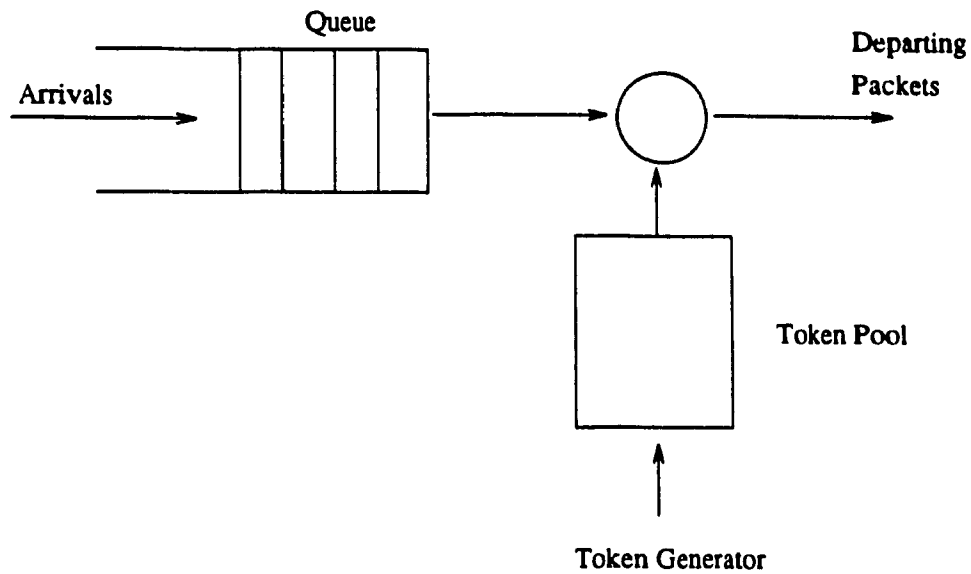 Queue
Departing
Packets
Arrivals
Token Pool
Token Generator